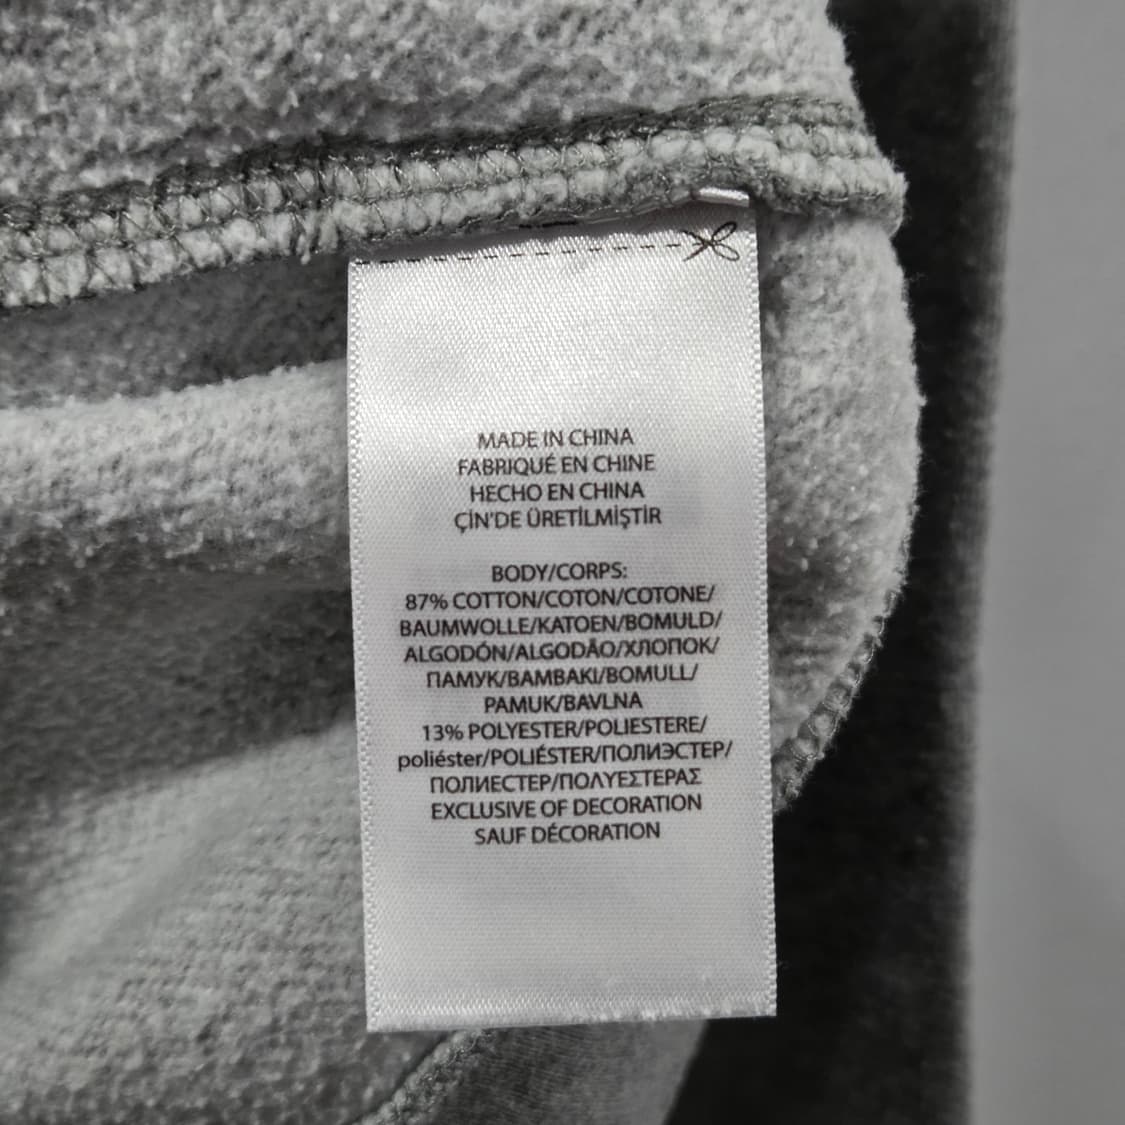 MADE IN CHINA
FABRIQUÉ EN CHINE
HECHO EN CHINA
ÇİN'DE ÜRETİLMİŞTİR
BODY/CORPS:
87% COTTON/COTON/COTONE/
BAUMWOLLE/KATOEN/BOMULD/
ALGODÓN/ALGODÃO/ХЛОПОК/
ПАМУК/ΒΑΜΒΑΚΙ/BOMULL/
PAMUK/BAVLNA
13% POLYESTER/POLIESTERE/
poliéster/POLIÉSTER/ПОЛИЭСТЕР/
ПОЛИЕСТЕР/ΠΟΛΥΕΣΤΕΡΑΣ
EXCLUSIVE OF DECORATION
SAUF DÉCORATION